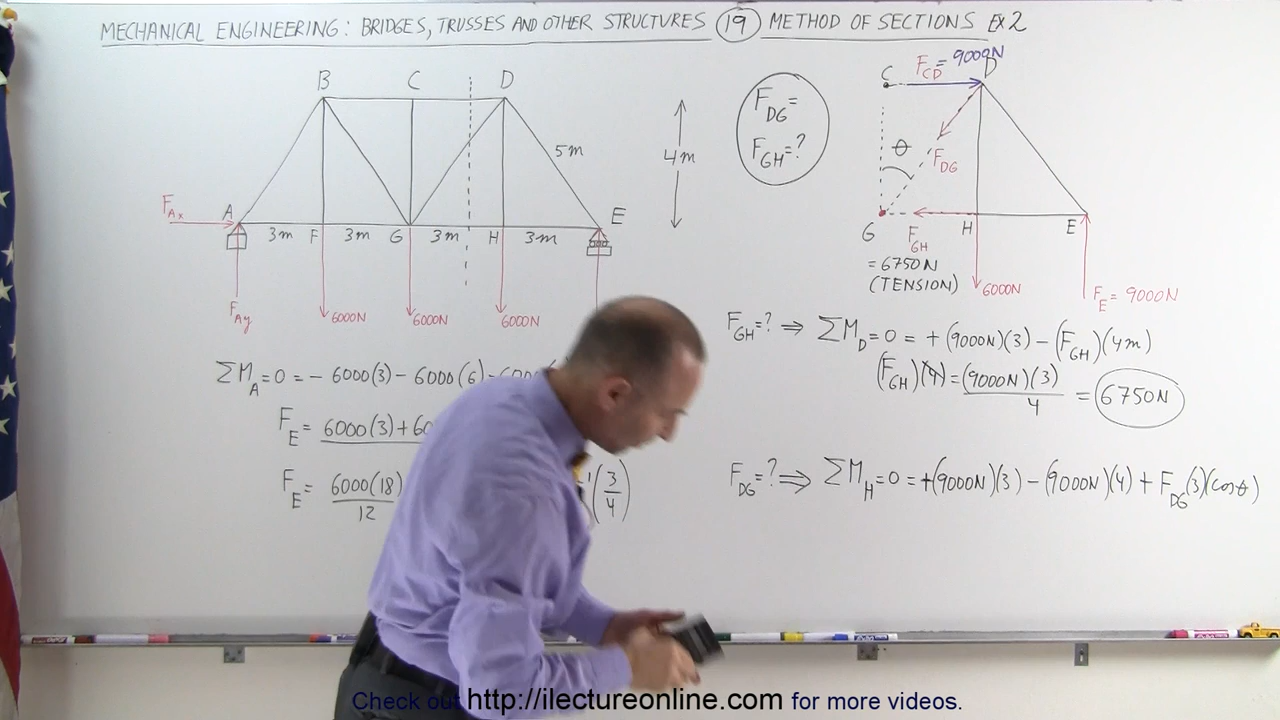 MECHANICAL ENGINEERING: BRIDGES, TRUSSES AND OTHER STRUCTURES (19) METHOD OF SECTIONS EX 2
B C D
5m
4m
F_Ax
A 3m F 3m G 3m H 3m E
F_Ay
6000N 6000N 6000N
F_DG =
F_GH = ?
C F_CD = 9000N D
θ
F_DG
G F_GH H E
= 6750N
(TENSION)
6000N
F_E = 9000N
ΣM_A = 0 = - 6000(3) - 6000(6) - 6000
F_E = 6000(3) + 60
F_E = 6000(18)
12
(3/4)
F_GH = ? ⇒ ΣM_D = 0 = + (9000N)(3) - (F_GH)(4m)
(F_GH)(4) = (9000N)(3)
4
= 6750N
F_DG = ? ⇒ ΣM_H = 0 = +(9000N)(3) - (9000N)(4) + F_DG(3)(cosθ)
Check out http://ilectureonline.com for more videos.